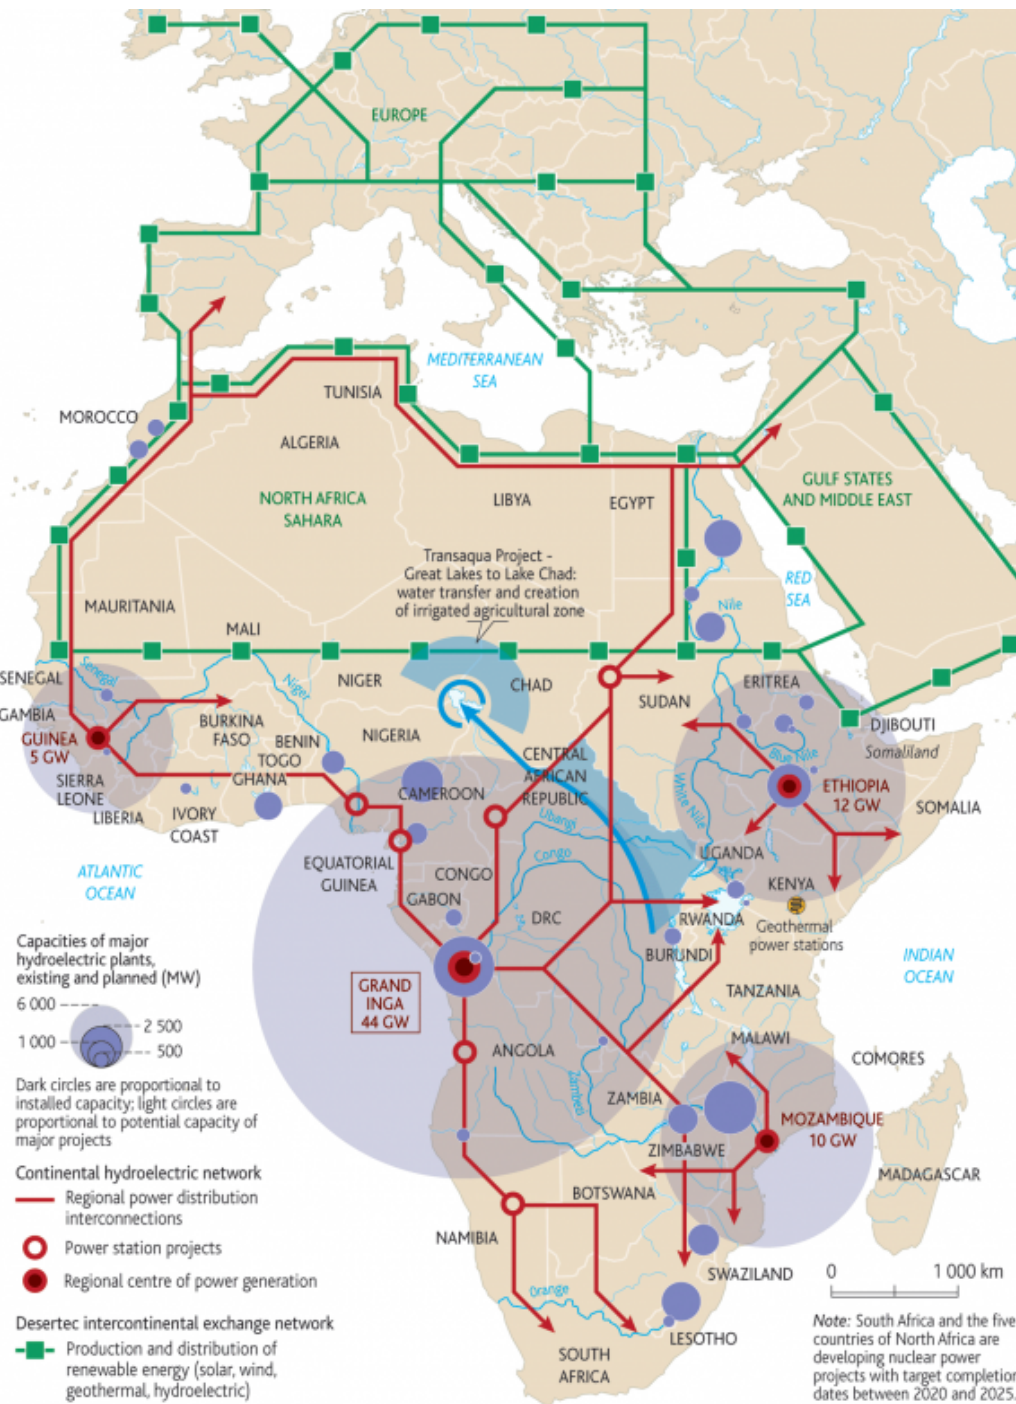 EUROPE
MEDITERRANEAN
SEA
TUNISIA
MOROCCO
ALGERIA
NORTH AFRICA
SAHARA
LIBYA
EGYPT
GULF STATES
AND MIDDLE EAST
Transaqua Project -
Great Lakes to Lake Chad:
water transfer and creation
of irrigated agricultural zone
RED
SEA
Nile
MAURITANIA
MALI
SENEGAL
Senegal
GAMBIA
GUINEA
5 GW
NIGER
Niger
CHAD
SUDAN
ERITREA
DJIBOUTI
Somaliland
Blue Nile
BURKINA
FASO
BENIN
TOGO
GHANA
NIGERIA
SIERRA
LEONE
LIBERIA
IVORY
COAST
CAMEROON
CENTRAL
AFRICAN
REPUBLIC
White Nile
ETHIOPIA
12 GW
SOMALIA
Ubangi
Congo
UGANDA
ATLANTIC
OCEAN
EQUATORIAL
GUINEA
CONGO
GABON
DRC
KENYA
RWANDA
Geothermal
power stations
BURUNDI
INDIAN
OCEAN
GRAND
INGA
44 GW
TANZANIA
ANGOLA
MALAWI
COMORES
Zambezi
ZAMBIA
MOZAMBIQUE
10 GW
ZIMBABWE
MADAGASCAR
BOTSWANA
NAMIBIA
SWAZILAND
Orange
LESOTHO
SOUTH
AFRICA
Capacities of major
hydroelectric plants,
existing and planned (MW)
6 000
2 500
1 000
500
Dark circles are proportional to
installed capacity; light circles are
proportional to potential capacity of
major projects
Continental hydroelectric network
Regional power distribution
interconnections
Power station projects
Regional centre of power generation
Desertec intercontinental exchange network
Production and distribution of
renewable energy (solar, wind,
geothermal, hydroelectric)
0 1 000 km
Note: South Africa and the five
countries of North Africa are
developing nuclear power
projects with target completion
dates between 2020 and 2025.